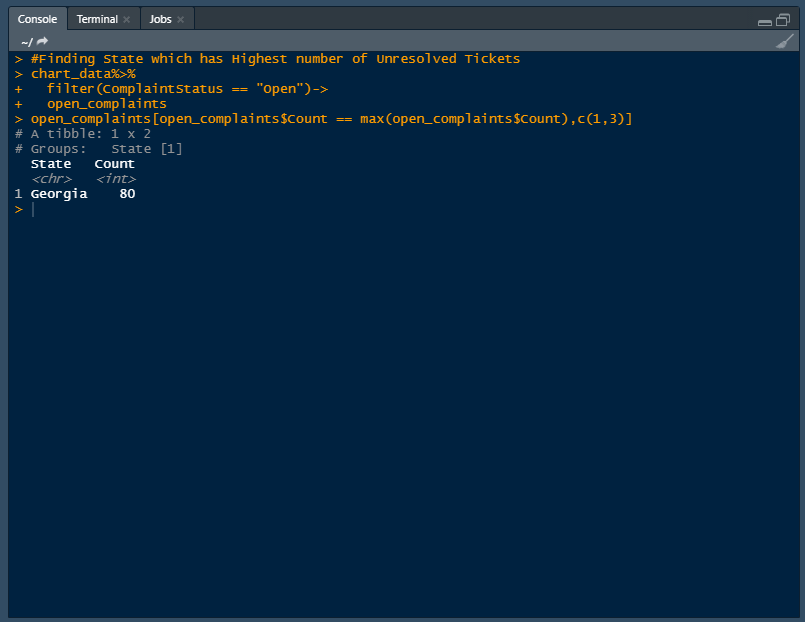 Console Terminal Jobs
~/
> #Finding State which has Highest number of Unresolved Tickets
> chart_data%>%
+   filter(ComplaintStatus == "Open")->
+   open_complaints
> open_complaints[open_complaints$Count == max(open_complaints$Count),c(1,3)]
# A tibble: 1 x 2
# Groups:   State [1]
  State   Count
  <chr>   <int>
1 Georgia    80
>